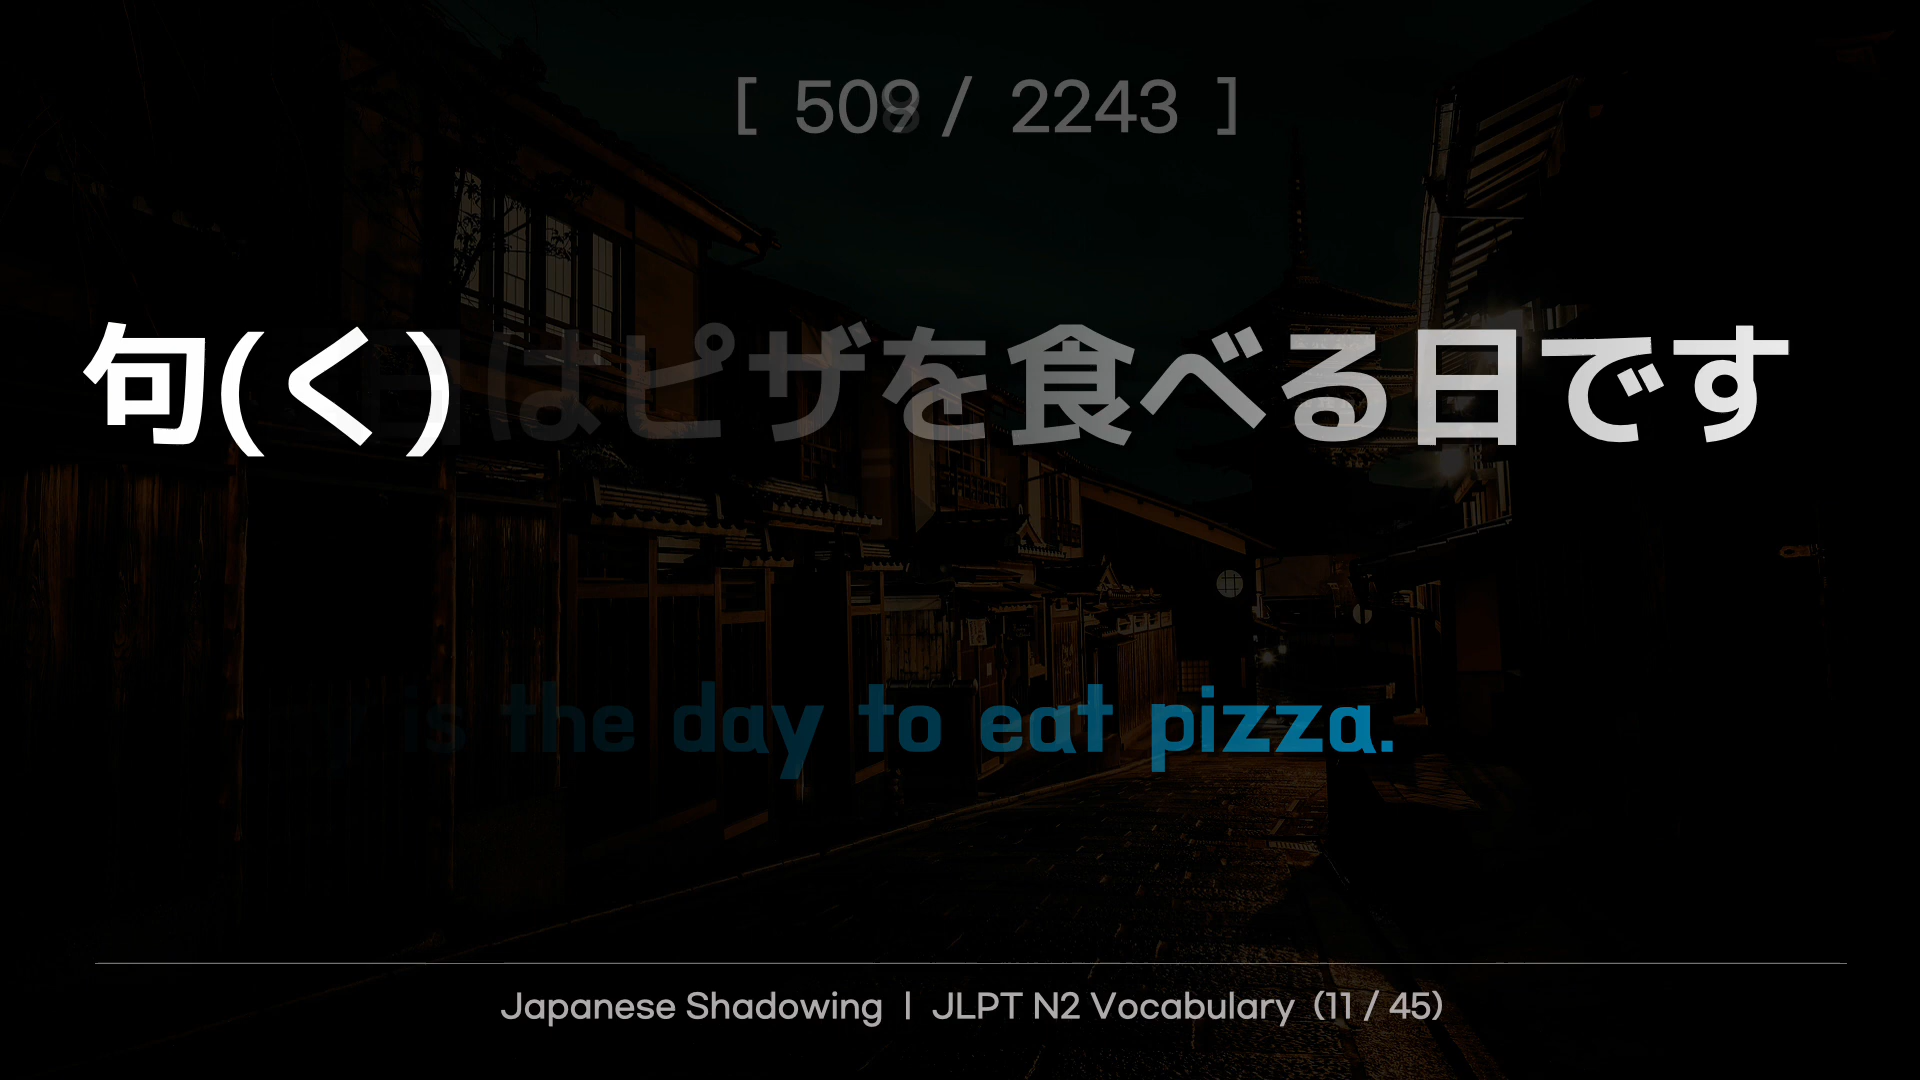 [ 509 / 2243 ]
句(く) 日はピザを食べる日です
is the day to eat pizza.
Japanese Shadowing | JLPT N2 Vocabulary (11 / 45)